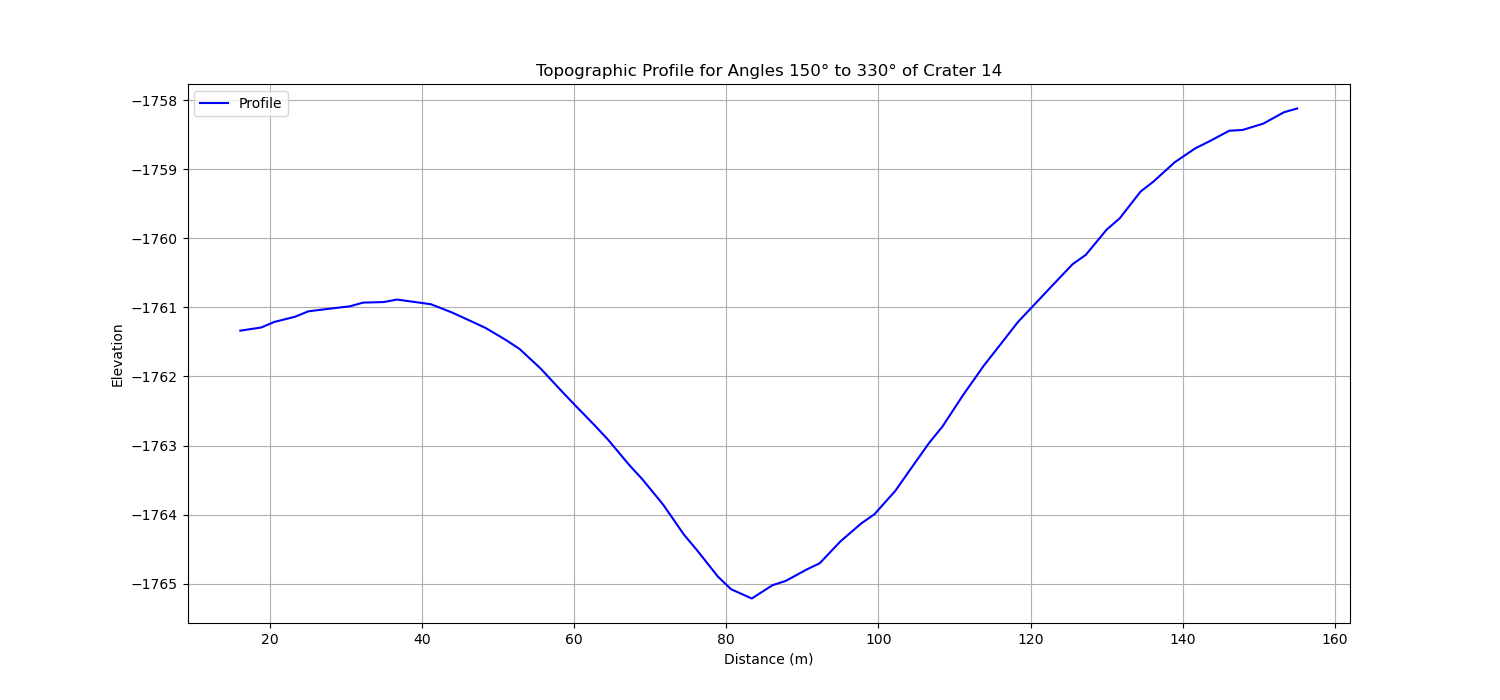 Topographic Profile for Angles 150° to 330° of Crater 14
Profile
Elevation
−1758
−1759
−1760
−1761
−1762
−1763
−1764
−1765
20 40 60 80 100 120 140 160
Distance (m)